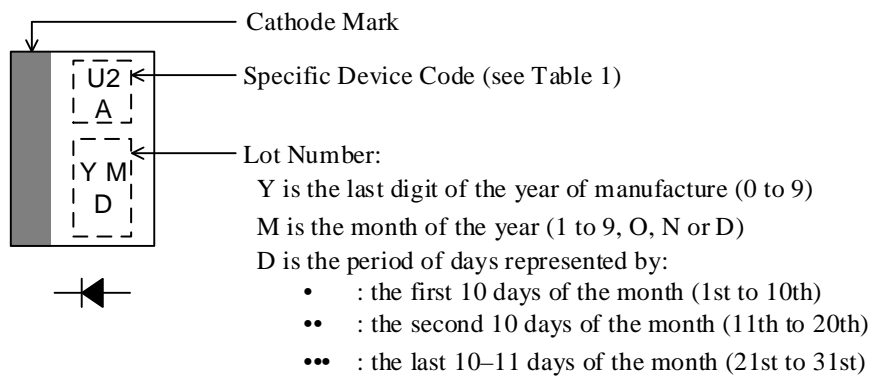 Cathode Mark
U2
A
Specific Device Code (see Table 1)
Y M
D
Lot Number:
Y is the last digit of the year of manufacture (0 to 9)
M is the month of the year (1 to 9, O, N or D)
D is the period of days represented by:
• : the first 10 days of the month (1st to 10th)
•• : the second 10 days of the month (11th to 20th)
••• : the last 10–11 days of the month (21st to 31st)